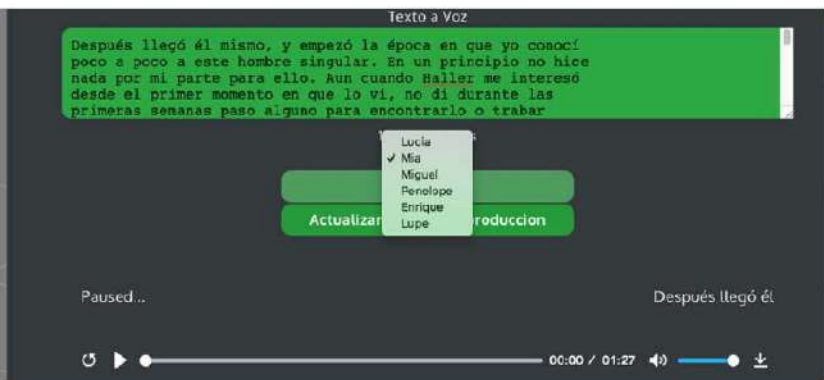 Texto a Voz
Después llegó él mismo, y empezó la época en que yo conocí
poco a poco a este hombre singular. En un principio no hice
nada por mi parte para ello. Aun cuando Haller me interesó
desde el primer momento en que lo vi, no di durante las
primeras semanas paso alguno para encontrarlo o trabar
Lucia
✓ Mia
Miguel
Penelope
Enrique
Lupe
Actualizar roduccion
Paused...
Después llegó él
00:00 / 01:27